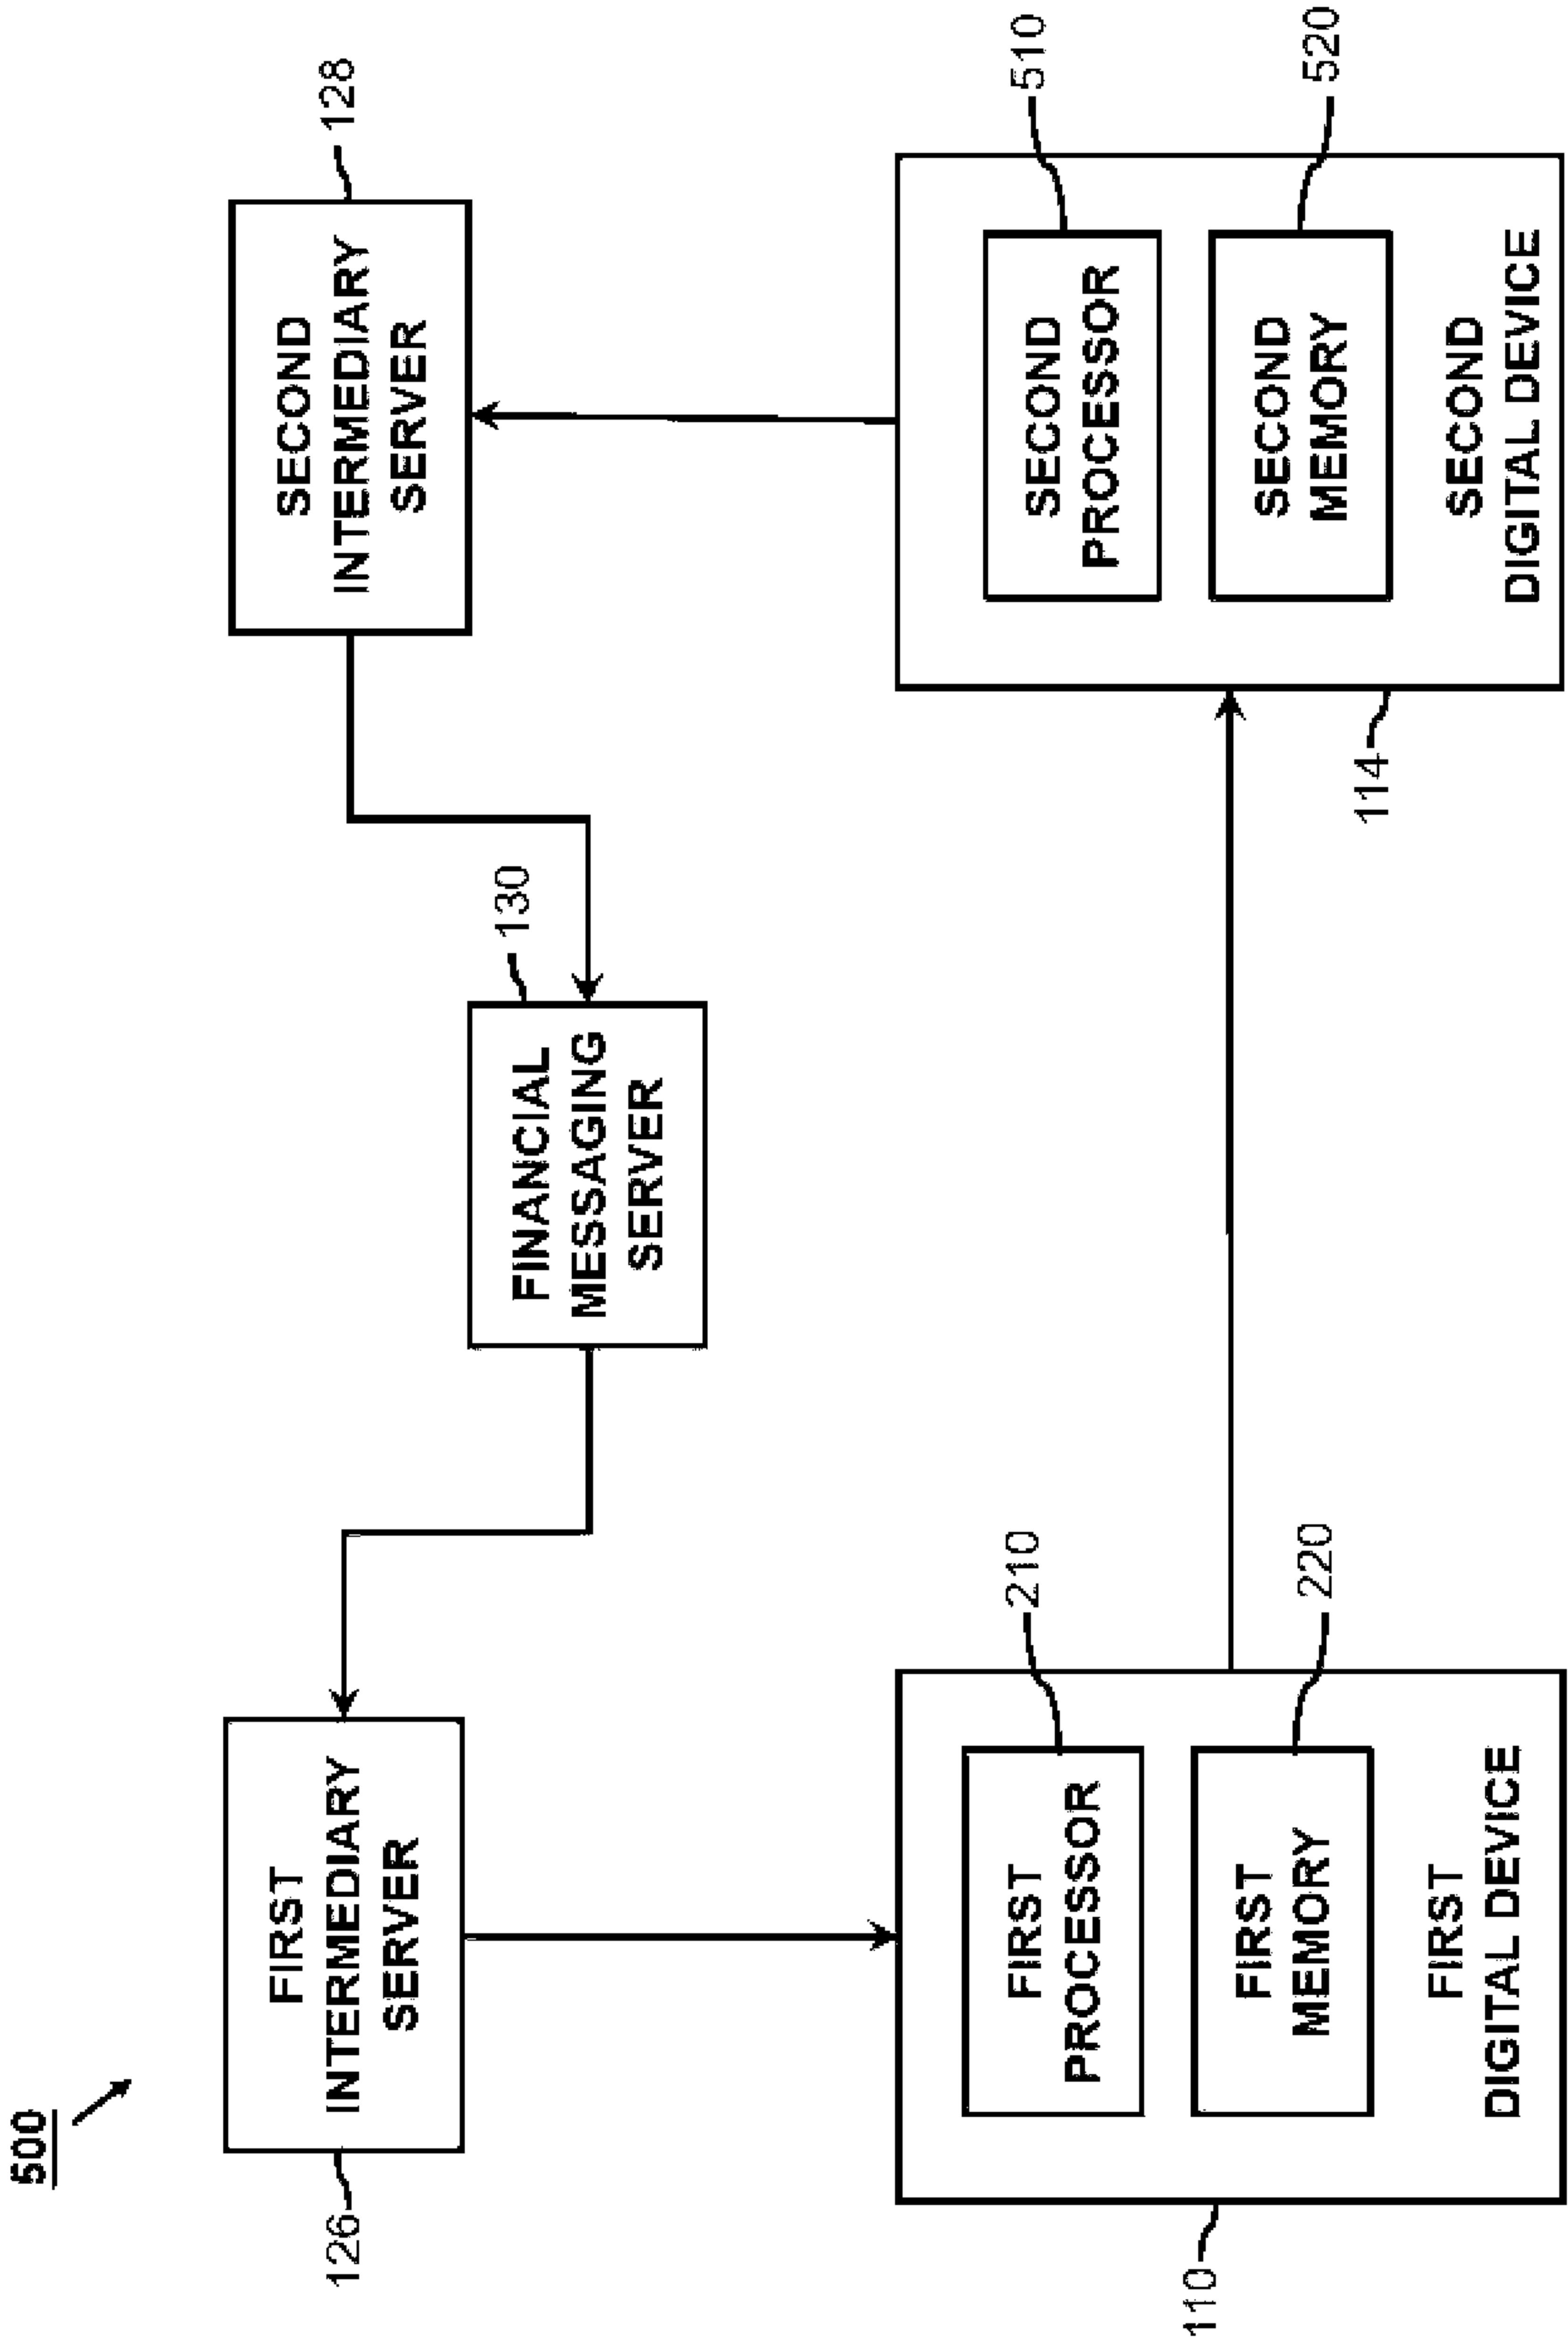 500
126
FIRST
INTERMEDIARY
SERVER
128
SECOND
INTERMEDIARY
SERVER
130
FINANCIAL
MESSAGING
SERVER
110
210
FIRST
PROCESSOR
220
FIRST
MEMORY
FIRST
DIGITAL DEVICE
114
510
SECOND
PROCESSOR
520
SECOND
MEMORY
SECOND
DIGITAL DEVICE